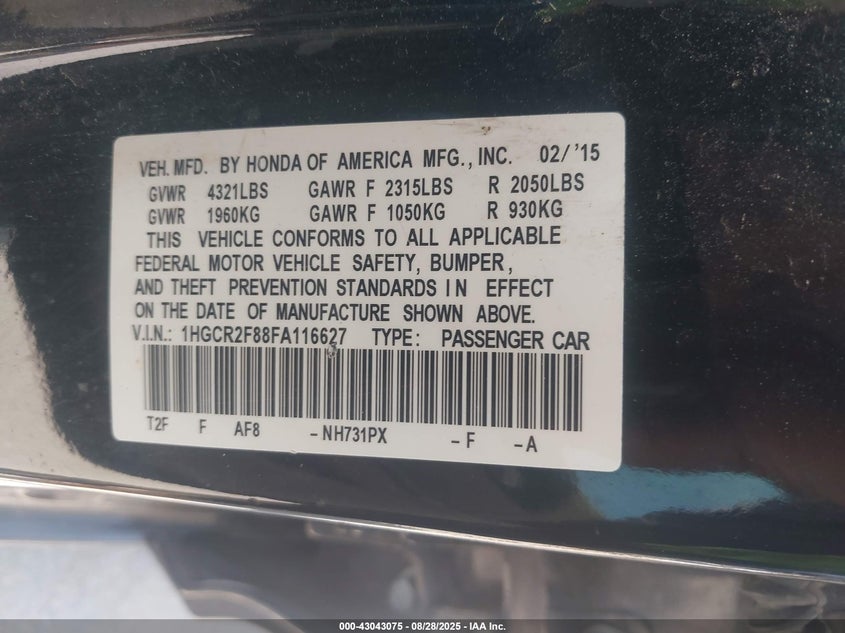 VEH. MFD. BY HONDA OF AMERICA MFG., INC. 02/'15
GVWR 4321LBS GAWR F 2315LBS R 2050LBS
GVWR 1960KG GAWR F 1050KG R 930KG
THIS VEHICLE CONFORMS TO ALL APPLICABLE
FEDERAL MOTOR VEHICLE SAFETY, BUMPER,
AND THEFT PREVENTION STANDARDS IN EFFECT
ON THE DATE OF MANUFACTURE SHOWN ABOVE.
V.I.N.: 1HGCR2F88FA116627 TYPE: PASSENGER CAR
T2F F AF8 -NH731PX -F -A
000-43043075 - 08/28/2025 - IAA Inc.